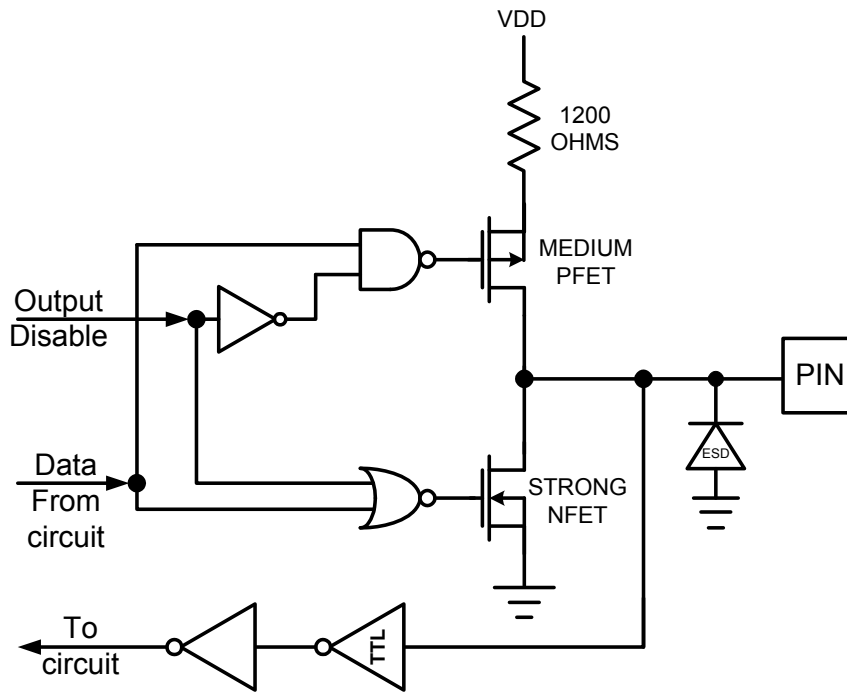 VDD
1200
OHMS
MEDIUM
PFET
Output
Disable
PIN
ESD
Data
From
circuit
STRONG
NFET
To
circuit
TTL